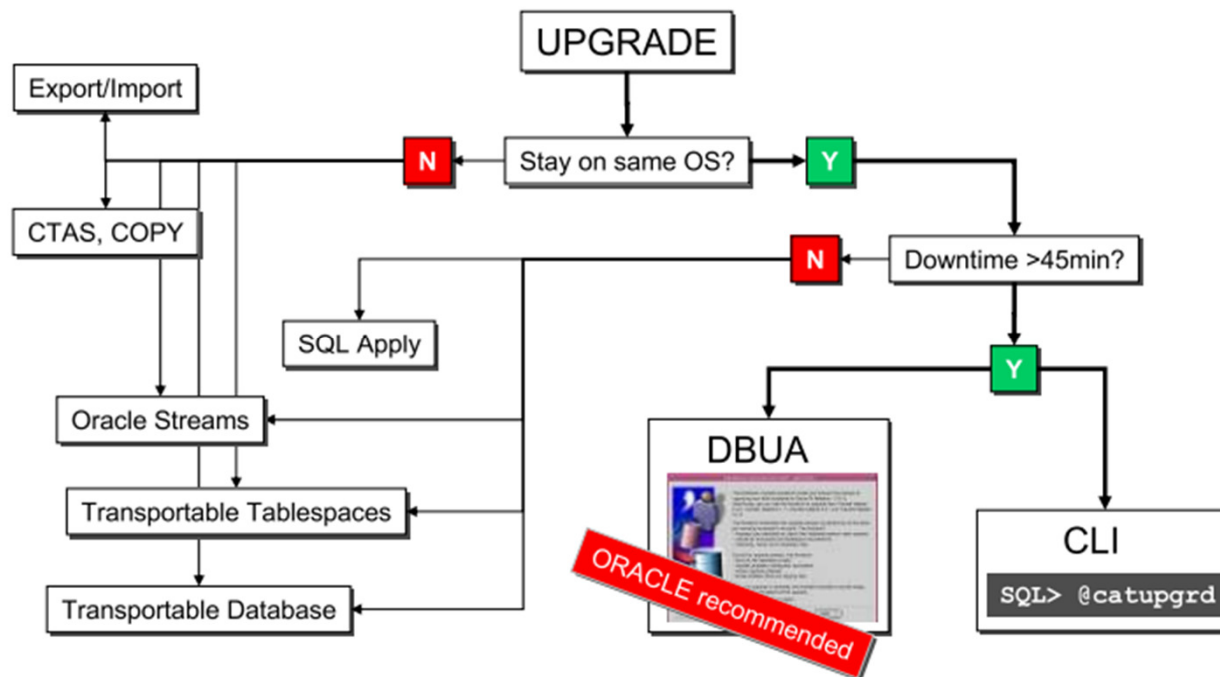 UPGRADE
Export/Import
N
Stay on same OS?
Y
CTAS, COPY
N
Downtime >45min?
SQL Apply
Y
Oracle Streams
DBUA
Transportable Tablespaces
CLI
ORACLE recommended
SQL> @catupgrd
Transportable Database